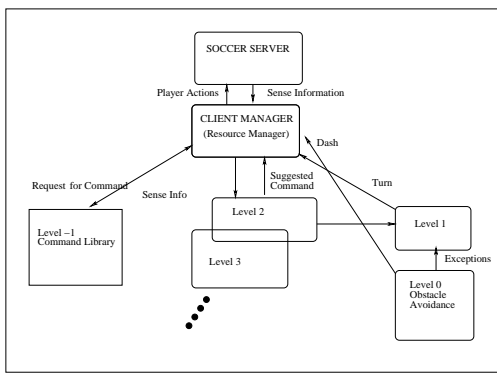 SOCCER SERVER
Player Actions
Sense Information
CLIENT MANAGER
(Resource Manager)
Dash
Request for Command
Sense Info
Suggested
Command
Turn
Level −1
Command Library
Level 2
Level 1
Level 3
Exceptions
Level 0
Obstacle
Avoidance